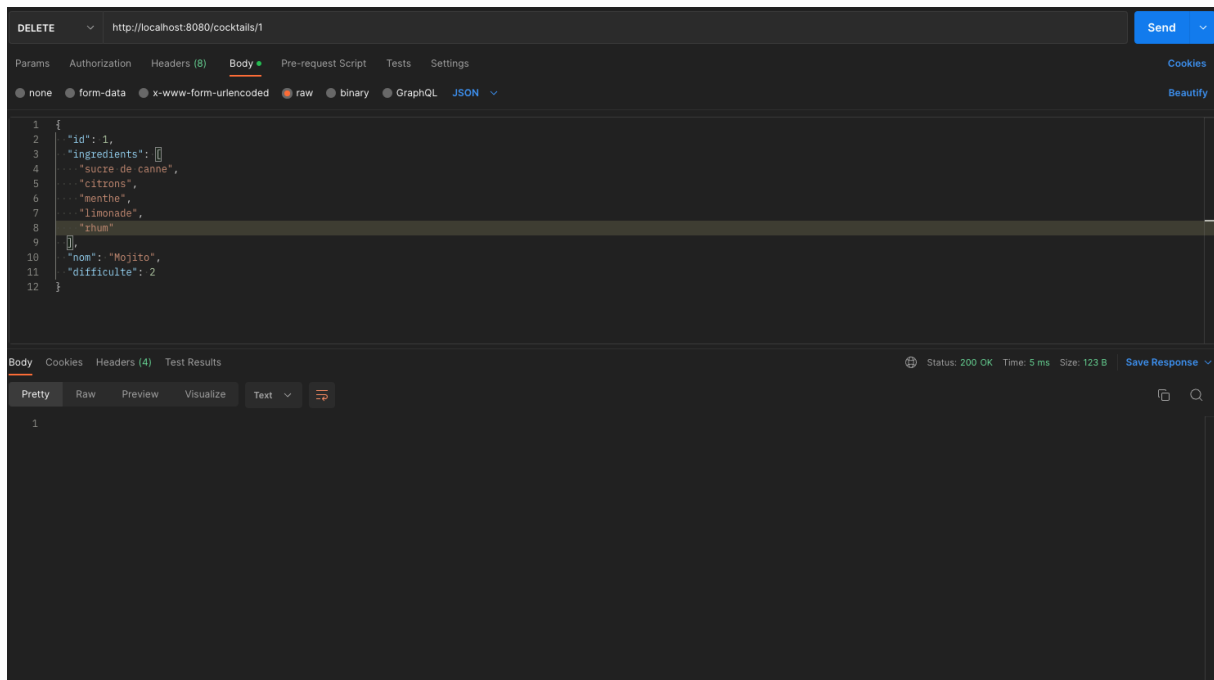 DELETE http://localhost:8080/cocktails/1 Send
Params Authorization Headers (8) Body Pre-request Script Tests Settings Cookies
none form-data x-www-form-urlencoded raw binary GraphQL JSON Beautify
1 {
2 "id": 1,
3 "ingredients": [
4 "sucre de canne",
5 "citrons",
6 "menthe",
7 "limonade",
8 "rhum"
9 ],
10 "nom": "Mojito",
11 "difficulte": 2
12 }
Body Cookies Headers (4) Test Results Status: 200 OK Time: 5 ms Size: 123 B Save Response
Pretty Raw Preview Visualize Text
1